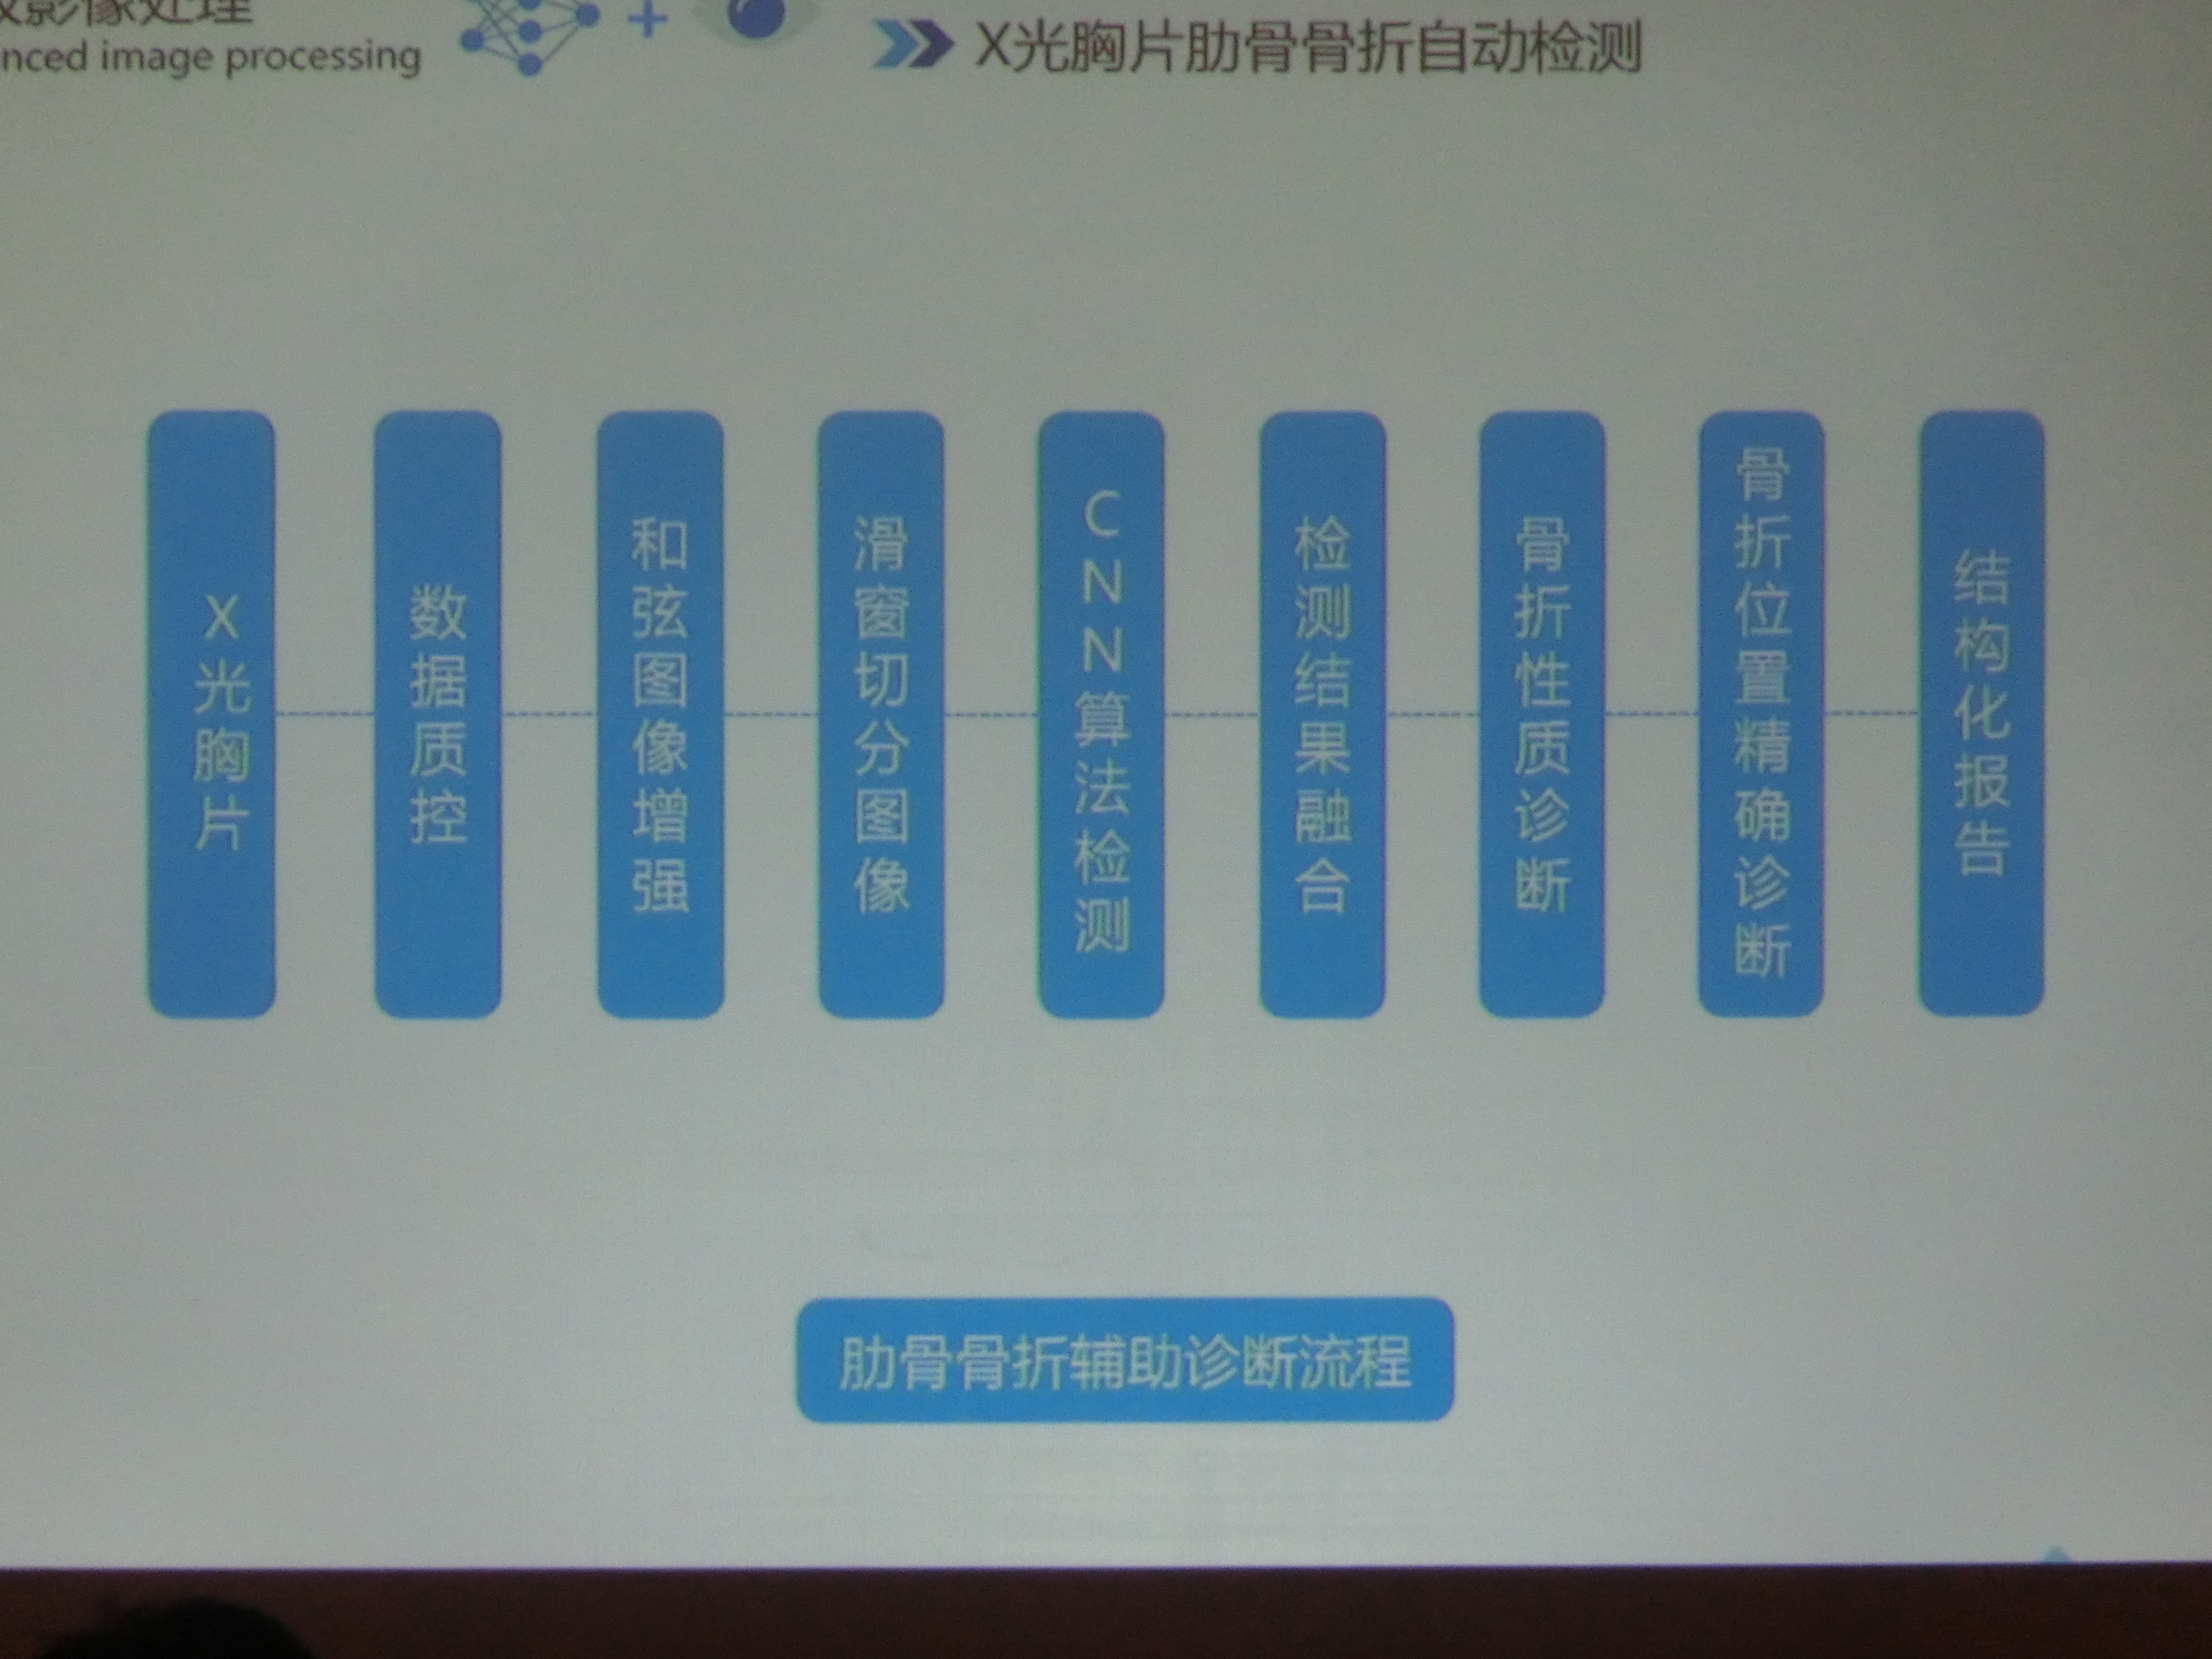 影像处理
nced image processing
X光胸片肋骨骨折自动检测
X光胸片
数据质控
和弦图像增强
滑窗切分图像
CNN算法检测
检测结果融合
骨折性质诊断
骨折位置精确诊断
结构化报告
肋骨骨折辅助诊断流程